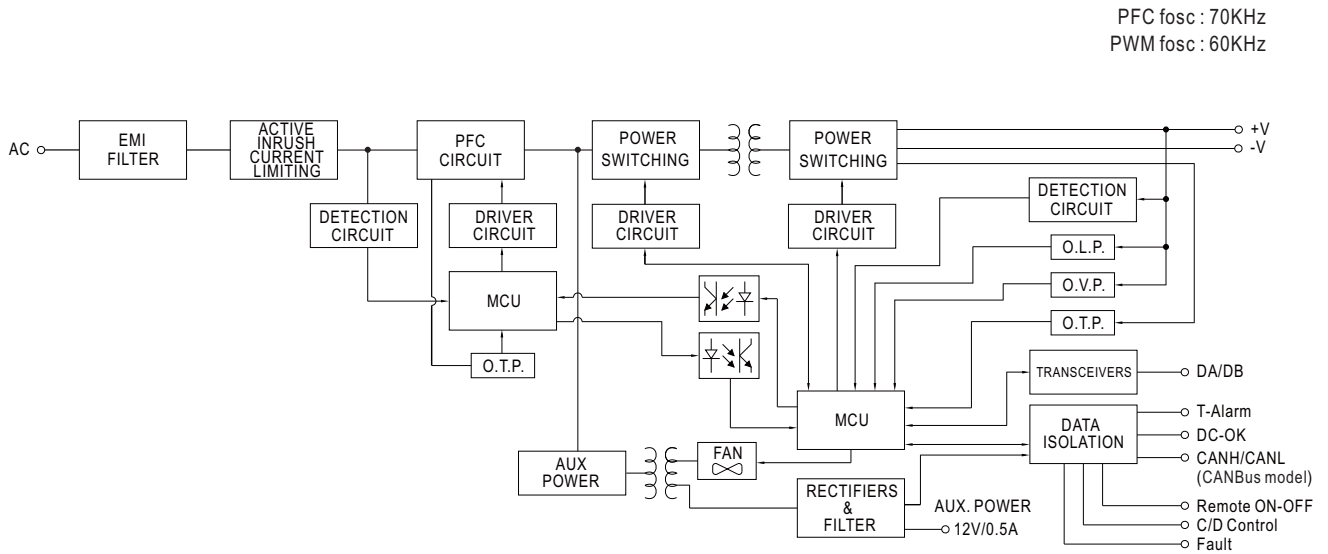 PFC fosc : 70KHz
PWM fosc : 60KHz
AC
EMI
FILTER
ACTIVE
INRUSH
CURRENT
LIMITING
PFC
CIRCUIT
POWER
SWITCHING
POWER
SWITCHING
+V
-V
DETECTION
CIRCUIT
DRIVER
CIRCUIT
DRIVER
CIRCUIT
DRIVER
CIRCUIT
DETECTION
CIRCUIT
O.L.P.
O.V.P.
O.T.P.
MCU
O.T.P.
MCU
TRANSCEIVERS
DA/DB
DATA
ISOLATION
T-Alarm
DC-OK
CANH/CANL
(CANBus model)
Remote ON-OFF
C/D Control
Fault
AUX
POWER
FAN
RECTIFIERS
&
FILTER
AUX. POWER
12V/0.5A